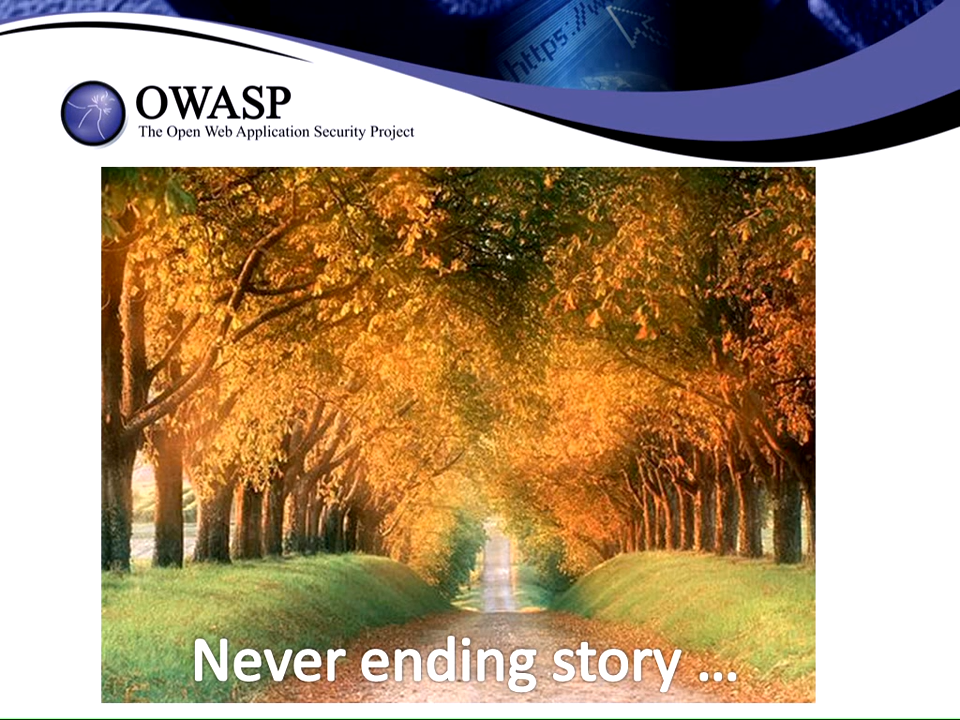 https://w
OWASP
The Open Web Application Security Project
Never ending story ...